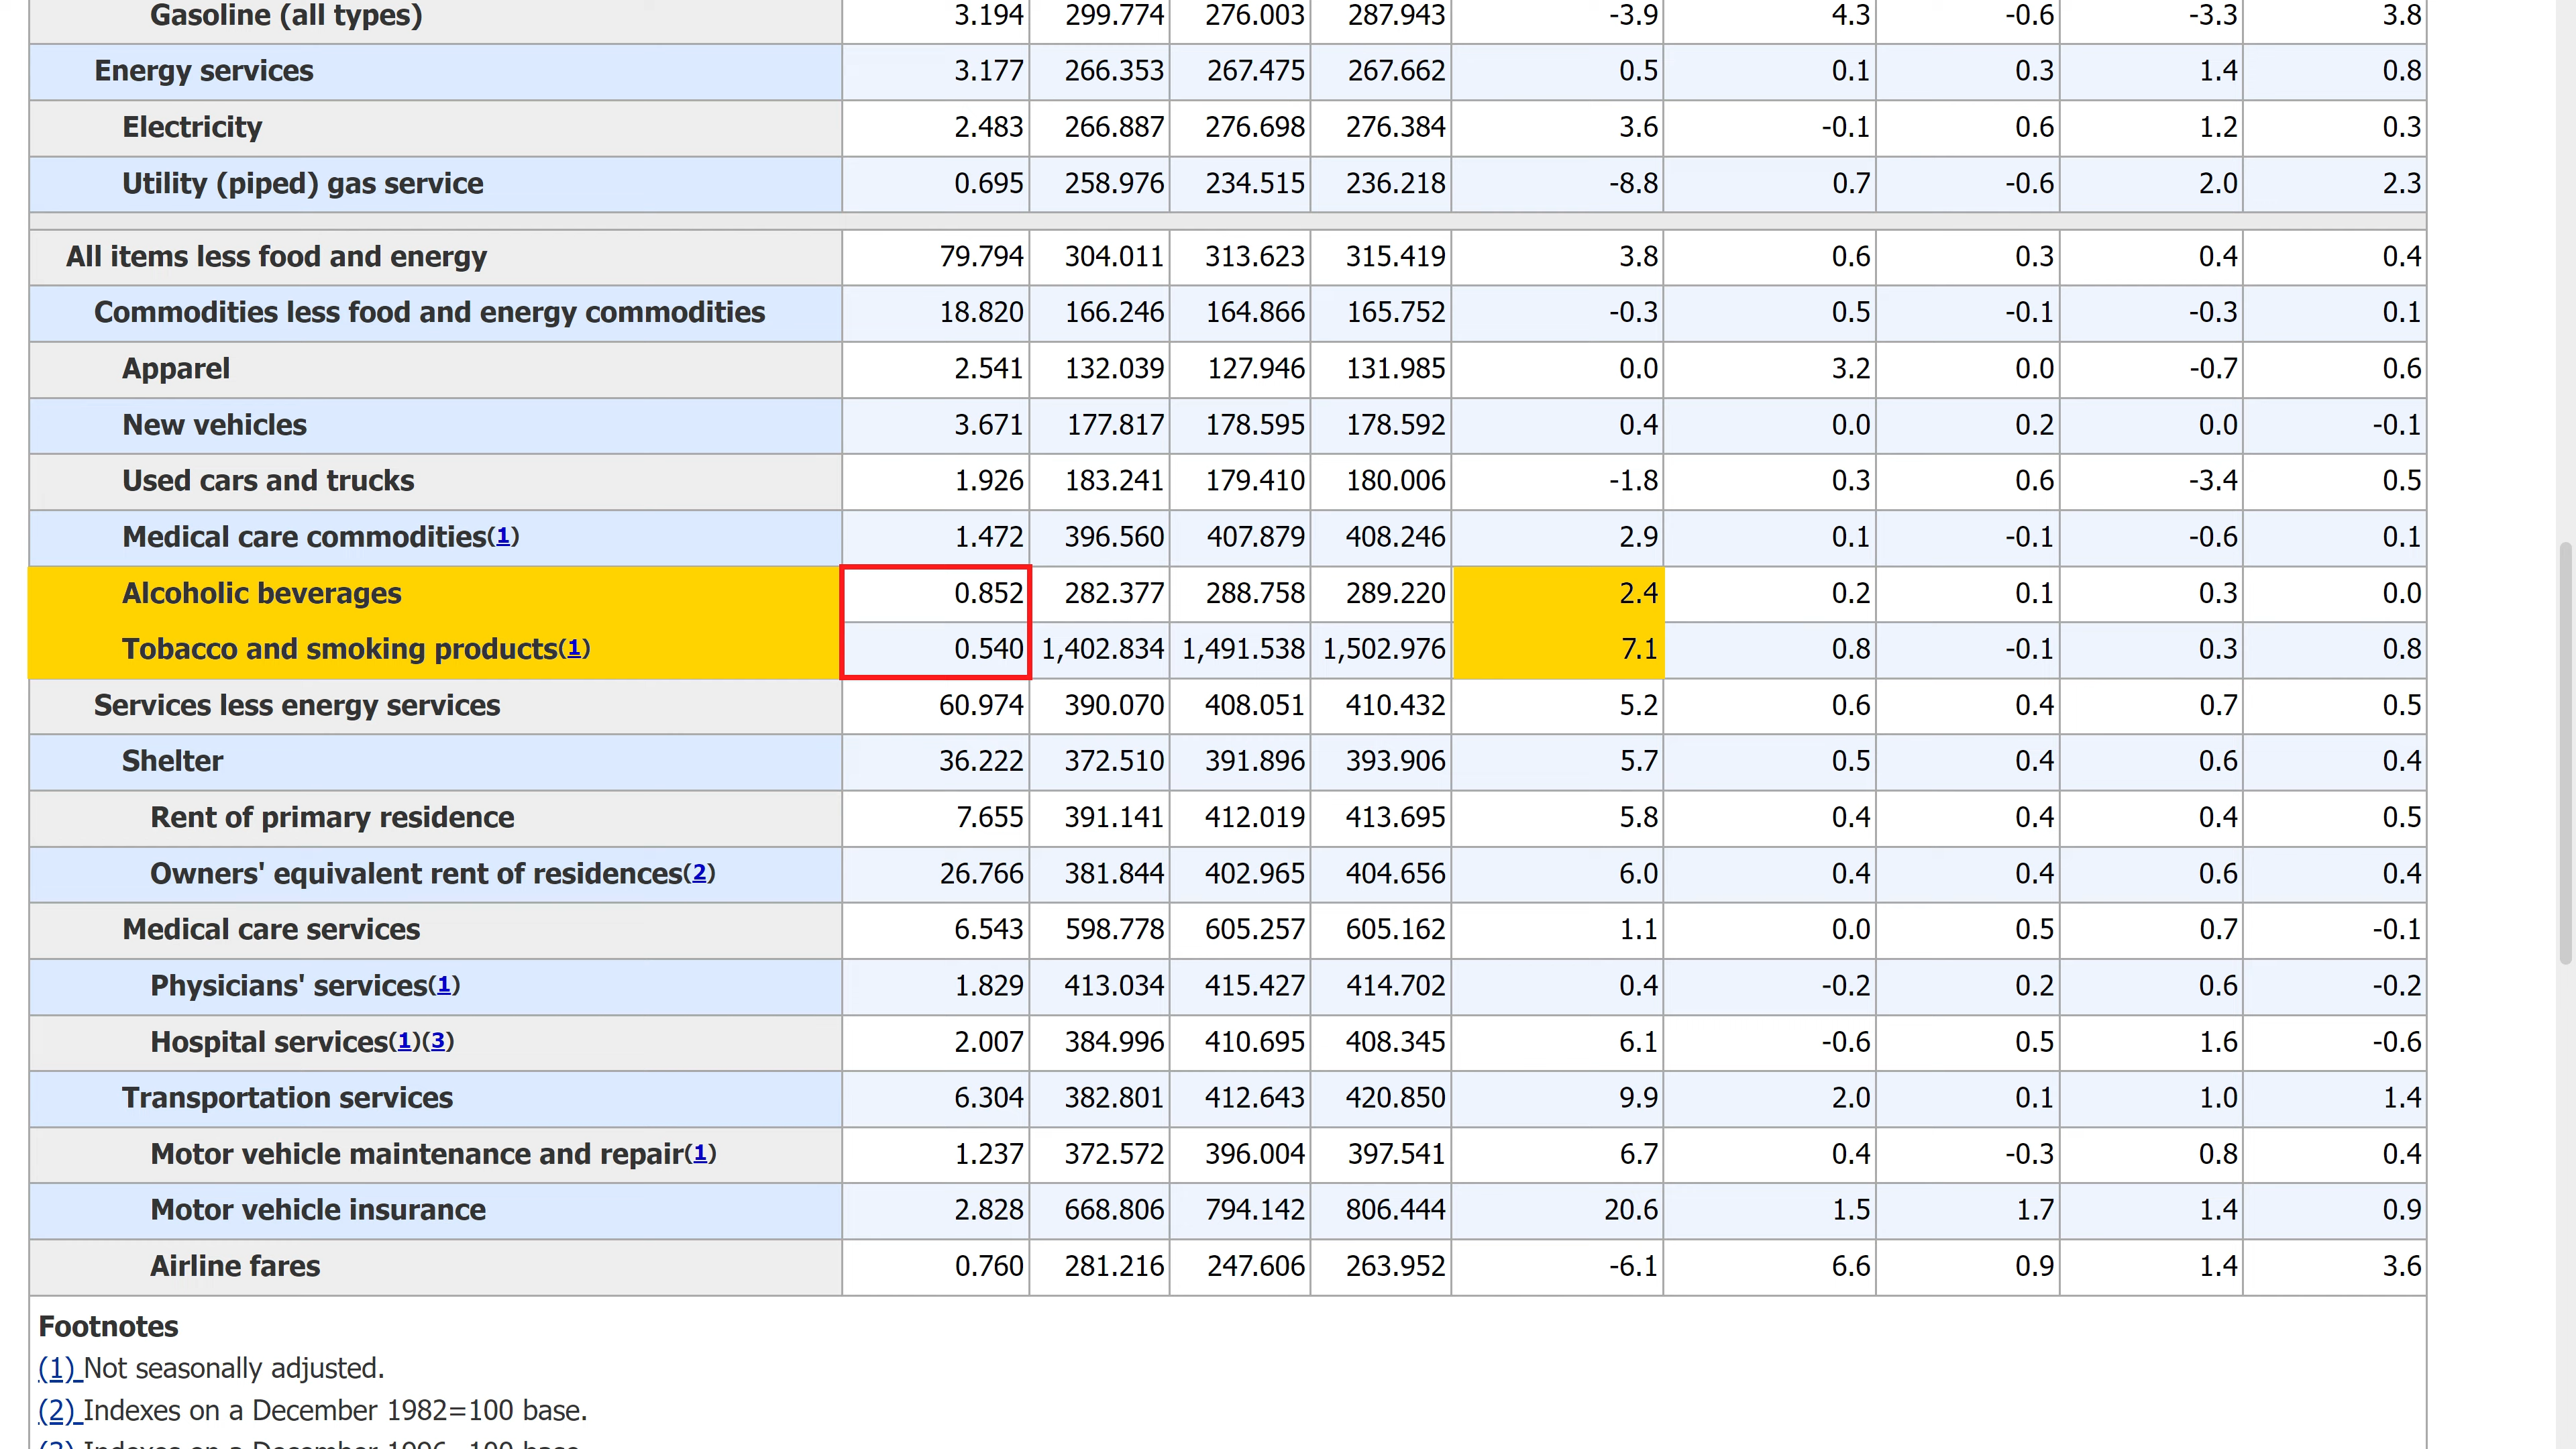 Gasoline (all types) 3.194 299.774 276.003 287.943 -3.9 4.3 -0.6 -3.3 3.8
Energy services 3.177 266.353 267.475 267.662 0.5 0.1 0.3 1.4 0.8
Electricity 2.483 266.887 276.698 276.384 3.6 -0.1 0.6 1.2 0.3
Utility (piped) gas service 0.695 258.976 234.515 236.218 -8.8 0.7 -0.6 2.0 2.3
All items less food and energy 79.794 304.011 313.623 315.419 3.8 0.6 0.3 0.4 0.4
Commodities less food and energy commodities 18.820 166.246 164.866 165.752 -0.3 0.5 -0.1 -0.3 0.1
Apparel 2.541 132.039 127.946 131.985 0.0 3.2 0.0 -0.7 0.6
New vehicles 3.671 177.817 178.595 178.592 0.4 0.0 0.2 0.0 -0.1
Used cars and trucks 1.926 183.241 179.410 180.006 -1.8 0.3 0.6 -3.4 0.5
Medical care commodities(1) 1.472 396.560 407.879 408.246 2.9 0.1 -0.1 -0.6 0.1
Alcoholic beverages 0.852 282.377 288.758 289.220 2.4 0.2 0.1 0.3 0.0
Tobacco and smoking products(1) 0.540 1,402.834 1,491.538 1,502.976 7.1 0.8 -0.1 0.3 0.8
Services less energy services 60.974 390.070 408.051 410.432 5.2 0.6 0.4 0.7 0.5
Shelter 36.222 372.510 391.896 393.906 5.7 0.5 0.4 0.6 0.4
Rent of primary residence 7.655 391.141 412.019 413.695 5.8 0.4 0.4 0.4 0.5
Owners' equivalent rent of residences(2) 26.766 381.844 402.965 404.656 6.0 0.4 0.4 0.6 0.4
Medical care services 6.543 598.778 605.257 605.162 1.1 0.0 0.5 0.7 -0.1
Physicians' services(1) 1.829 413.034 415.427 414.702 0.4 -0.2 0.2 0.6 -0.2
Hospital services(1)(3) 2.007 384.996 410.695 408.345 6.1 -0.6 0.5 1.6 -0.6
Transportation services 6.304 382.801 412.643 420.850 9.9 2.0 0.1 1.0 1.4
Motor vehicle maintenance and repair(1) 1.237 372.572 396.004 397.541 6.7 0.4 -0.3 0.8 0.4
Motor vehicle insurance 2.828 668.806 794.142 806.444 20.6 1.5 1.7 1.4 0.9
Airline fares 0.760 281.216 247.606 263.952 -6.1 6.6 0.9 1.4 3.6
Footnotes
(1) Not seasonally adjusted.
(2) Indexes on a December 1982=100 base.